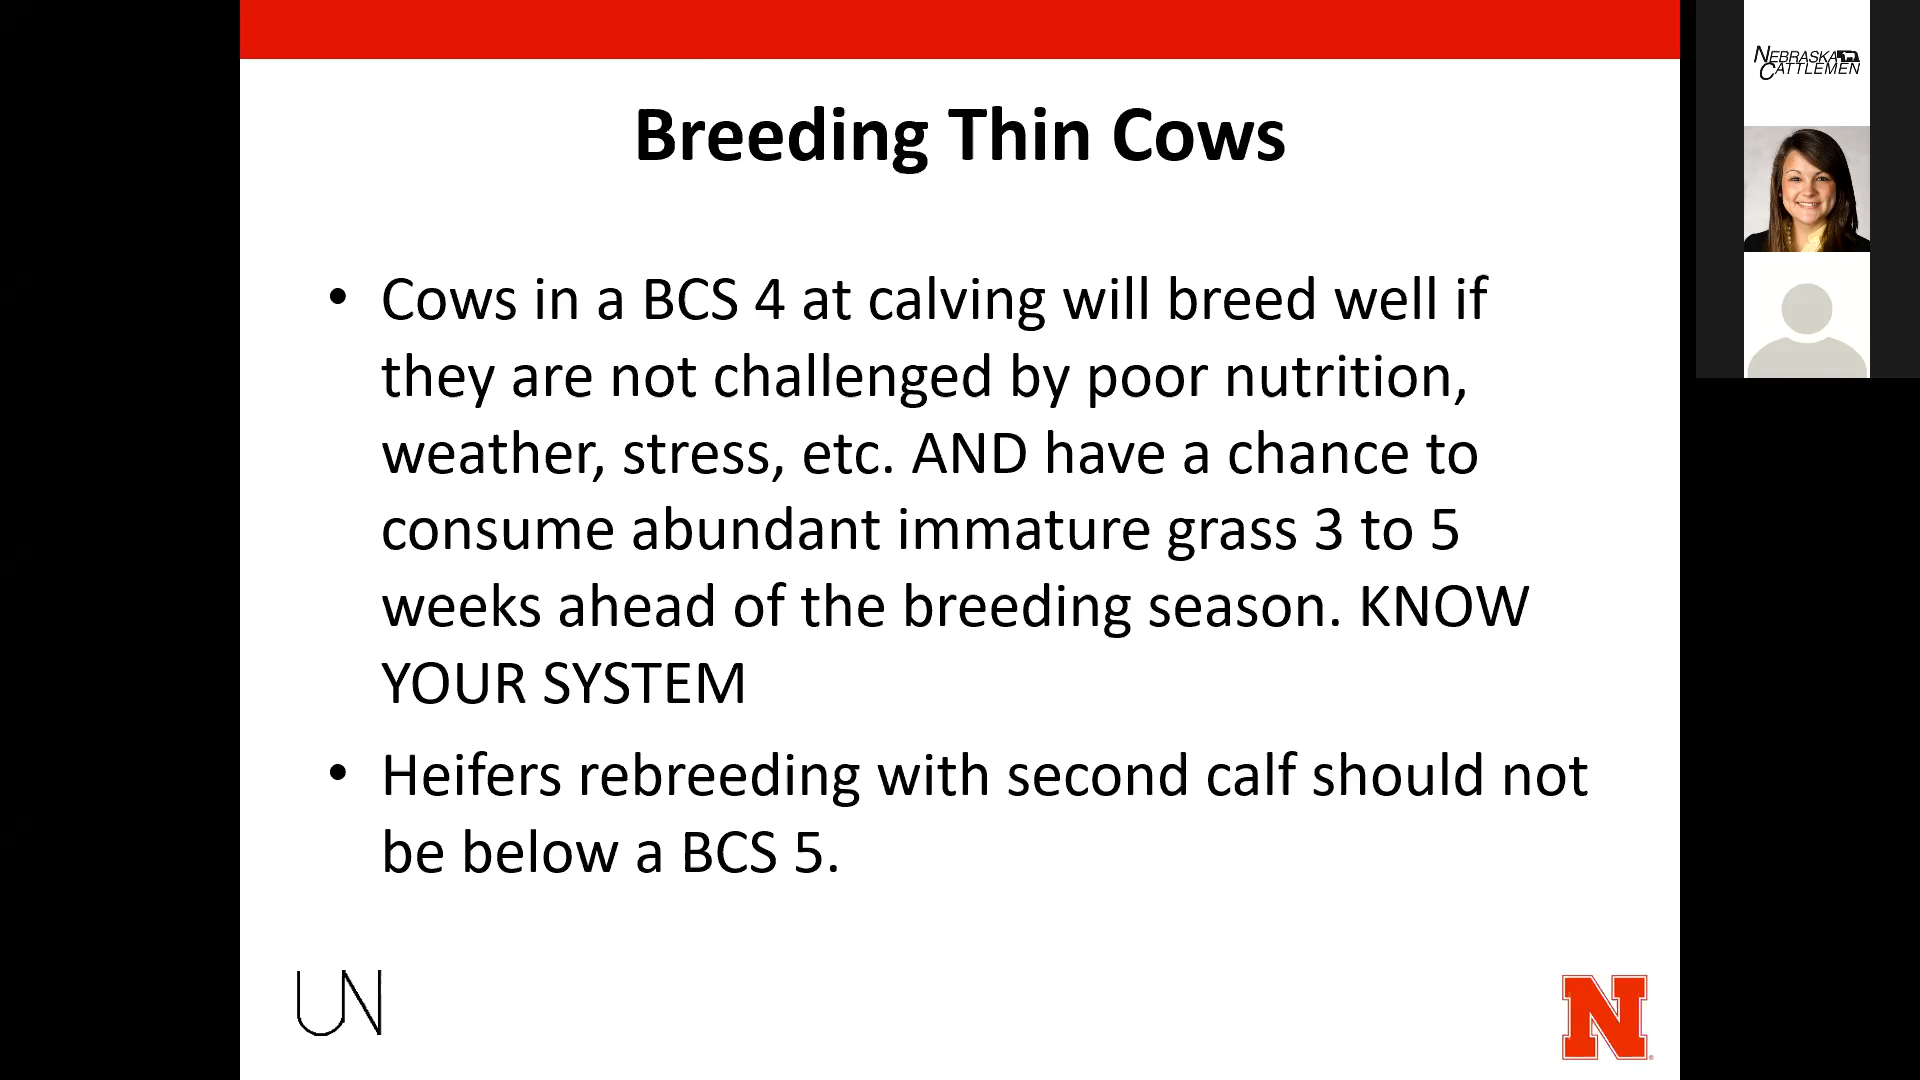 Breeding Thin Cows
• Cows in a BCS 4 at calving will breed well if
they are not challenged by poor nutrition,
weather, stress, etc. AND have a chance to
consume abundant immature grass 3 to 5
weeks ahead of the breeding season. KNOW
YOUR SYSTEM
• Heifers rebreeding with second calf should not
be below a BCS 5.
UN
N
NEBRASKA
CATTLEMEN